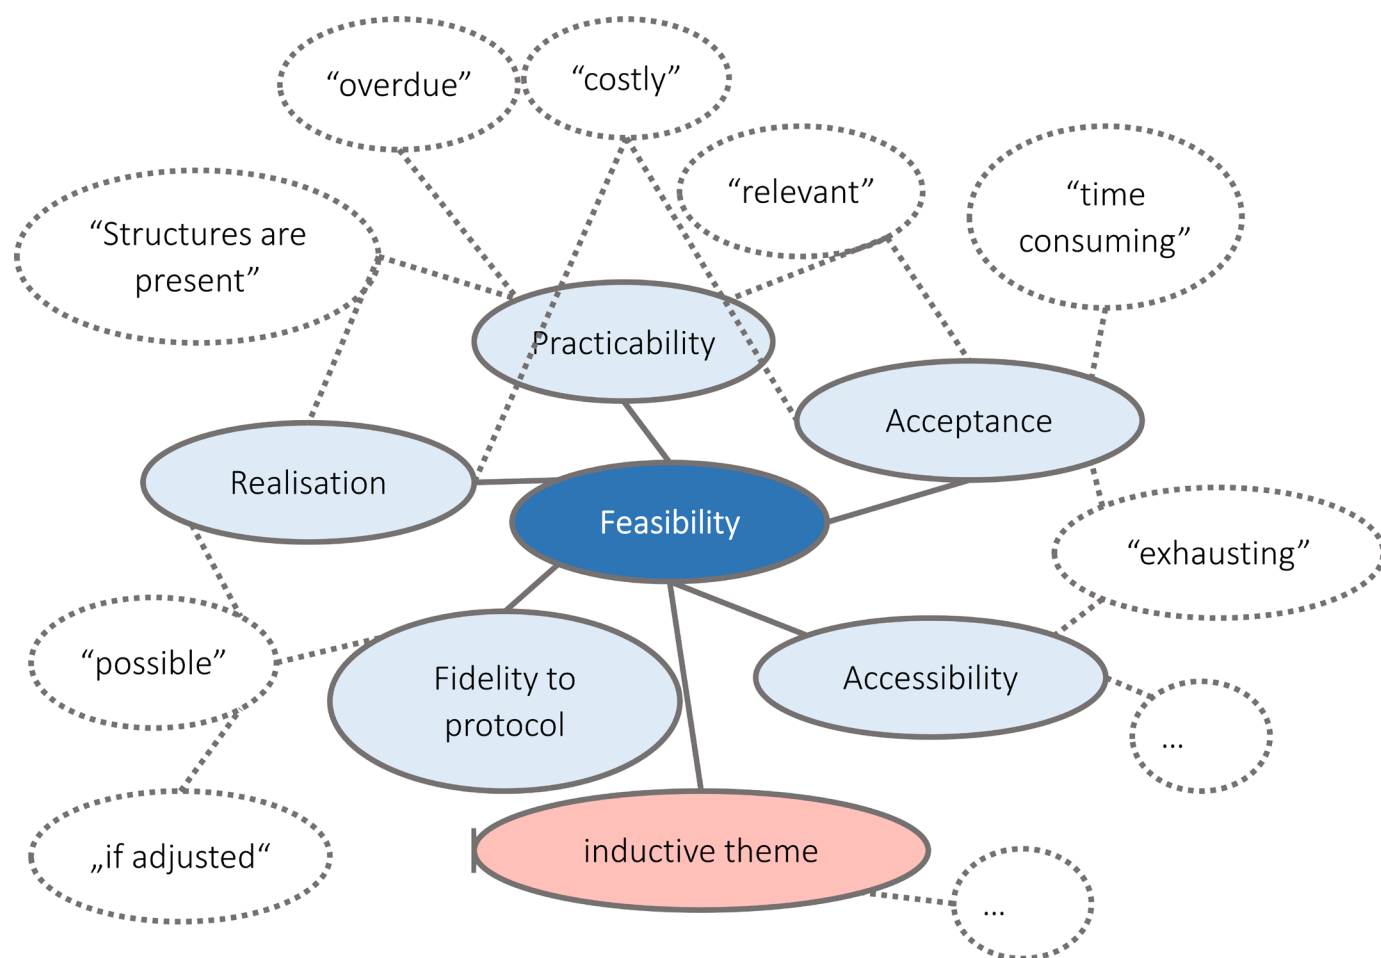 “overdue”
“costly”
“relevant”
“time
consuming”
“Structures are
present”
Practicability
Acceptance
Realisation
Feasibility
“exhausting”
“possible”
Fidelity to
protocol
Accessibility
...
„if adjusted“
inductive theme
...